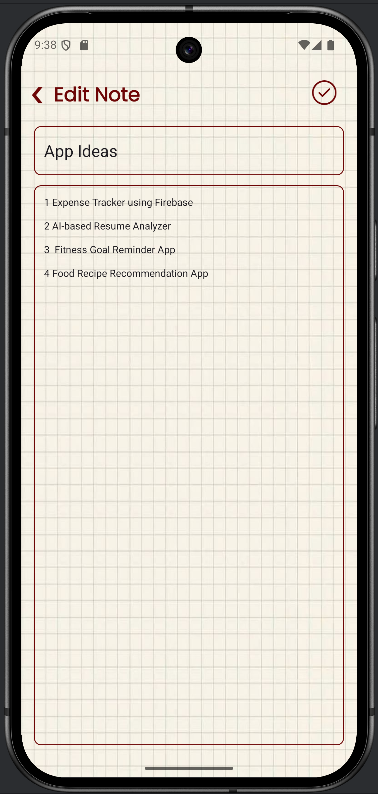 9:38
Edit Note
App Ideas
1 Expense Tracker using Firebase
2 AI-based Resume Analyzer
3  Fitness Goal Reminder App
4 Food Recipe Recommendation App